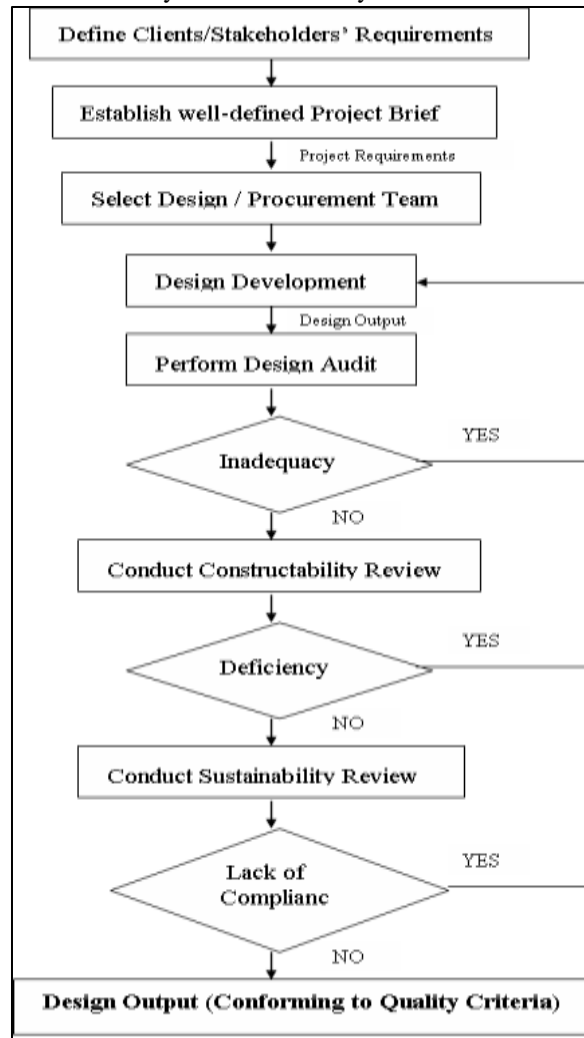 Define Clients/Stakeholders' Requirements
Establish well-defined Project Brief
Project Requirements
Select Design / Procurement Team
Design Development
Design Output
Perform Design Audit
Inadequacy
YES
NO
Conduct Constructability Review
Deficiency
YES
NO
Conduct Sustainability Review
Lack of
Complianc
YES
NO
Design Output (Conforming to Quality Criteria)